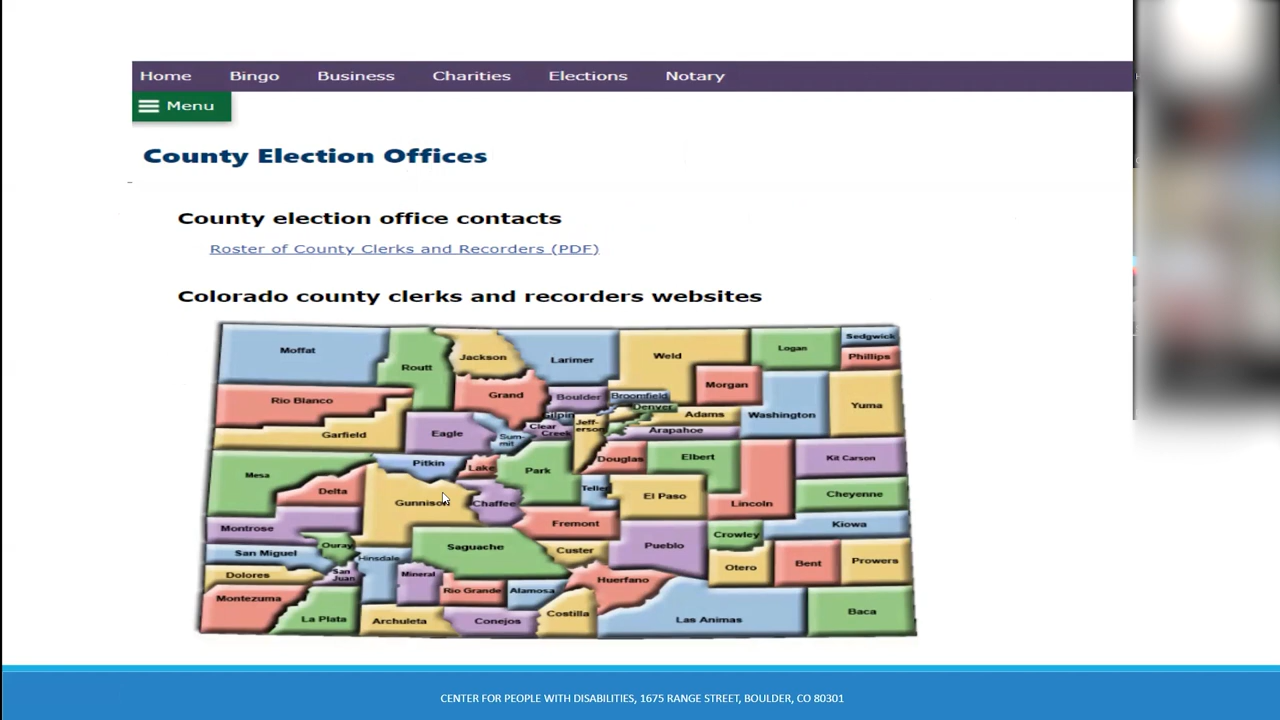 Home Bingo Business Charities Elections Notary
Menu
County Election Offices
County election office contacts
Roster of County Clerks and Recorders (PDF)
Colorado county clerks and recorders websites
Moffat
Routt
Jackson
Larimer
Weld
Logan
Sedgwick
Phillips
Rio Blanco
Grand
Boulder
Broomfield
Morgan
Washington
Yuma
Garfield
Eagle
Sum-
mit
Gilpin
Clear
Creek
Jeff-
erson
Denver
Adams
Arapahoe
Mesa
Pitkin
Lake
Park
Douglas
Elbert
Kit Carson
Delta
Gunnison
Chaffee
Teller
El Paso
Lincoln
Cheyenne
Montrose
Ouray
Fremont
Kiowa
San Miguel
Hinsdale
Saguache
Custer
Pueblo
Crowley
Dolores
San
Juan
Mineral
Rio Grande
Alamosa
Huerfano
Otero
Bent
Prowers
Montezuma
La Plata
Archuleta
Conejos
Costilla
Las Animas
Baca
CENTER FOR PEOPLE WITH DISABILITIES, 1675 RANGE STREET, BOULDER, CO 80301